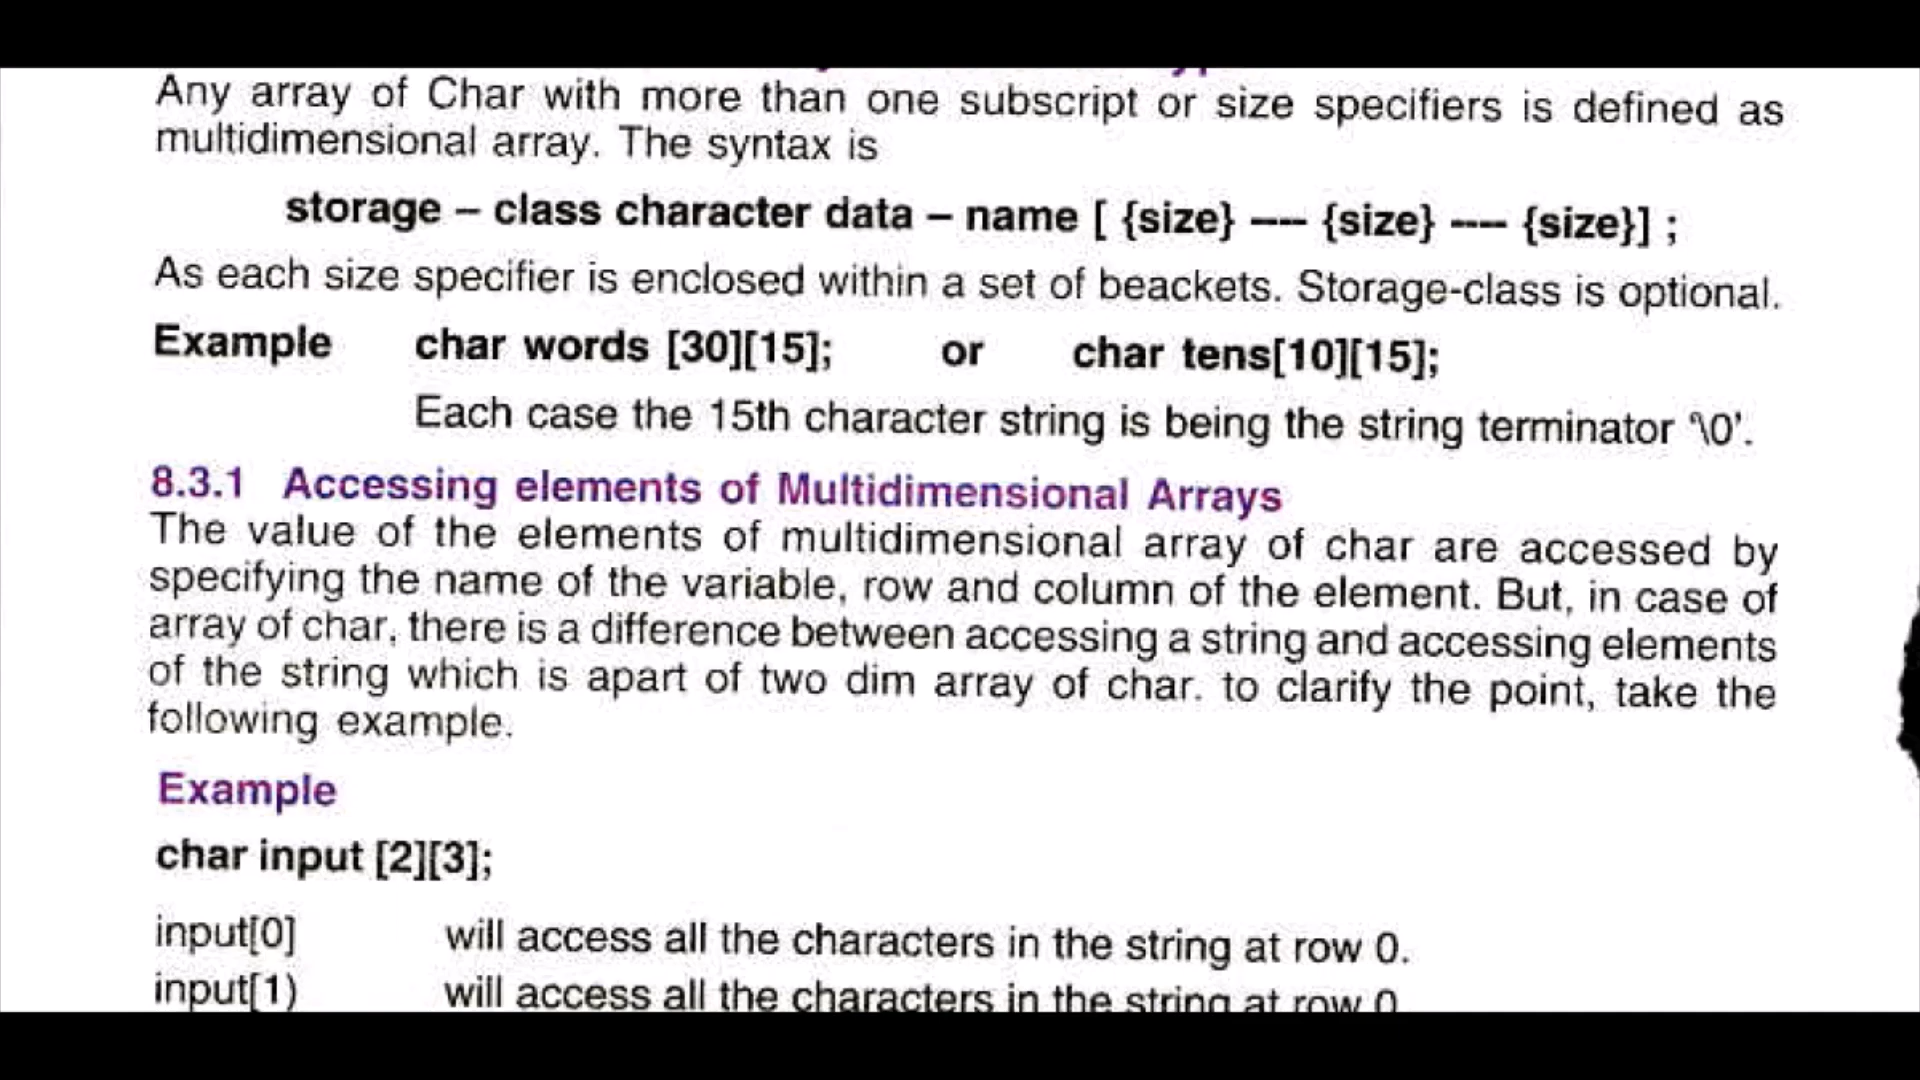 Any array of Char with more than one subscript or size specifiers is defined as
multidimensional array. The syntax is
storage – class character data – name [ {size} ---- {size} ---- {size}] ;
As each size specifier is enclosed within a set of beackets. Storage-class is optional.
Example char words [30][15]; or char tens[10][15];
Each case the 15th character string is being the string terminator '\0'.
8.3.1 Accessing elements of Multidimensional Arrays
The value of the elements of multidimensional array of char are accessed by
specifying the name of the variable, row and column of the element. But, in case of
array of char, there is a difference between accessing a string and accessing elements
of the string which is apart of two dim array of char. to clarify the point, take the
following example.
Example
char input [2][3];
input[0] will access all the characters in the string at row 0.
input[1) will access all the characters in the string at row 0